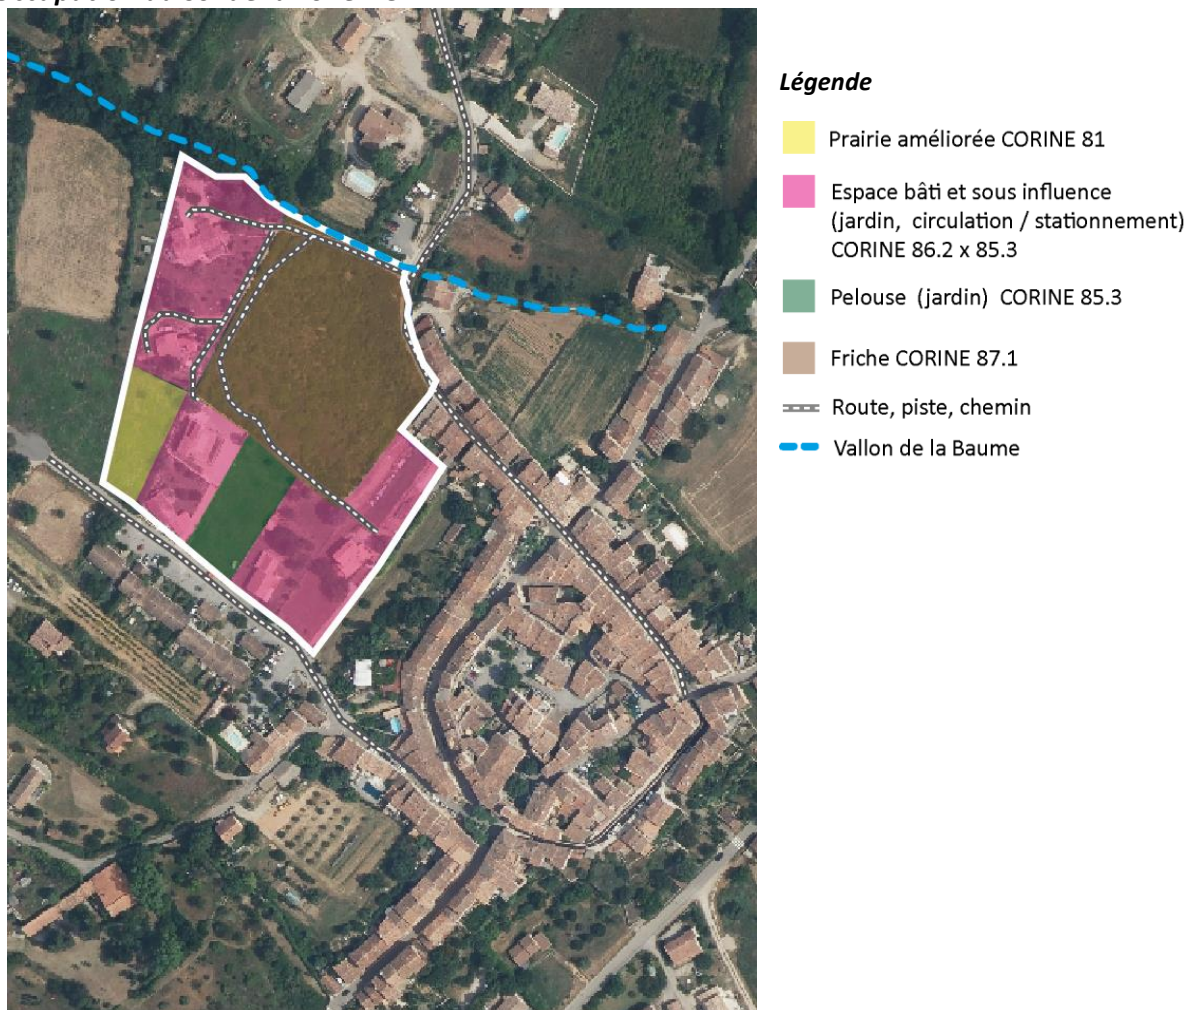 Légende
Prairie améliorée CORINE 81
Espace bâti et sous influence
(jardin, circulation / stationnement)
CORINE 86.2 x 85.3
Pelouse (jardin) CORINE 85.3
Friche CORINE 87.1
Route, piste, chemin
Vallon de la Baume